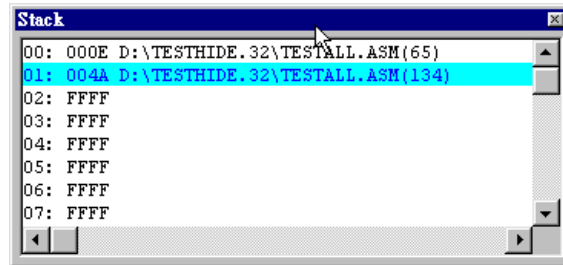 Stack
00: 000E D:\TESTHIDE.32\TESTALL.ASM(65)
01: 004A D:\TESTHIDE.32\TESTALL.ASM(134)
02: FFFF
03: FFFF
04: FFFF
05: FFFF
06: FFFF
07: FFFF